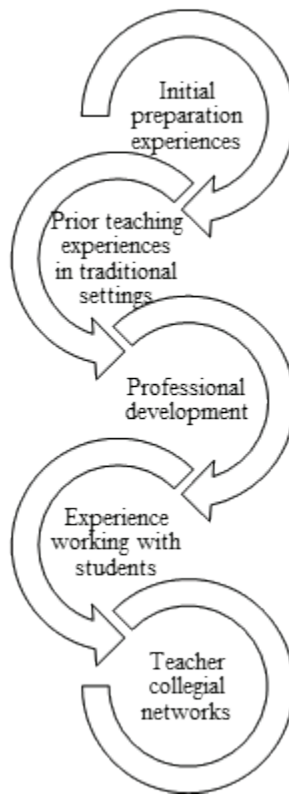 Initial
preparation
experiences
Prior teaching
experiences
in traditional
settings
Professional
development
Experience
working with
students
Teacher
collegial
networks